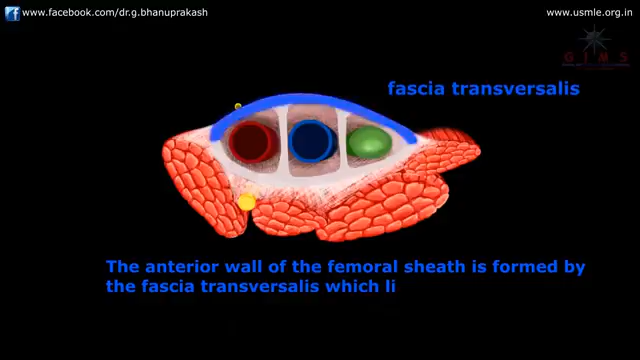 www.facebook.com/dr.g.bhanuprakash
www.usmle.org.in
GIMS
fascia transversalis
The anterior wall of the femoral sheath is formed by
the fascia transversalis which li